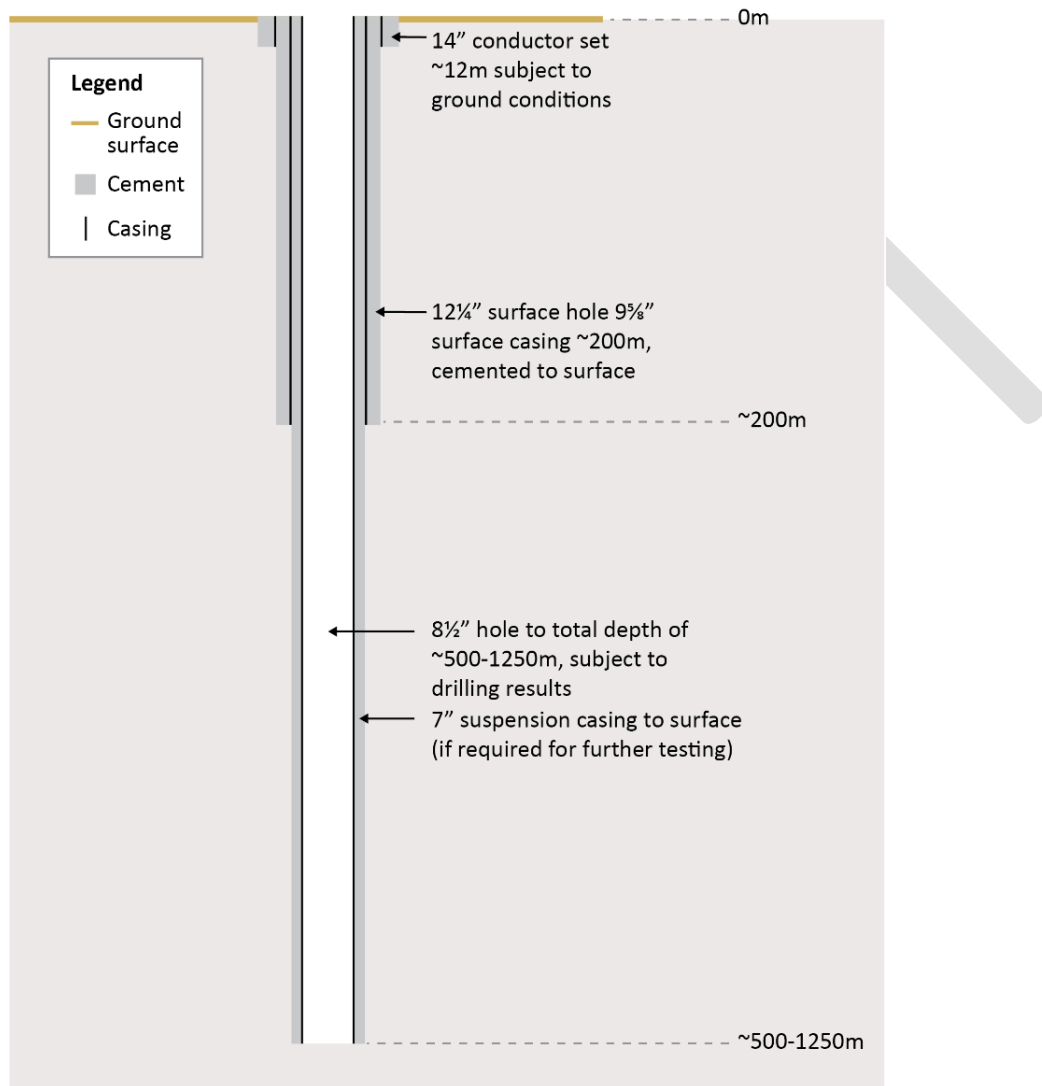 0m
14” conductor set
~12m subject to
ground conditions
Legend
Ground
surface
Cement
Casing
12¼” surface hole 9⅝”
surface casing ~200m,
cemented to surface
~200m
8½” hole to total depth of
~500-1250m, subject to
drilling results
7” suspension casing to surface
(if required for further testing)
~500-1250m